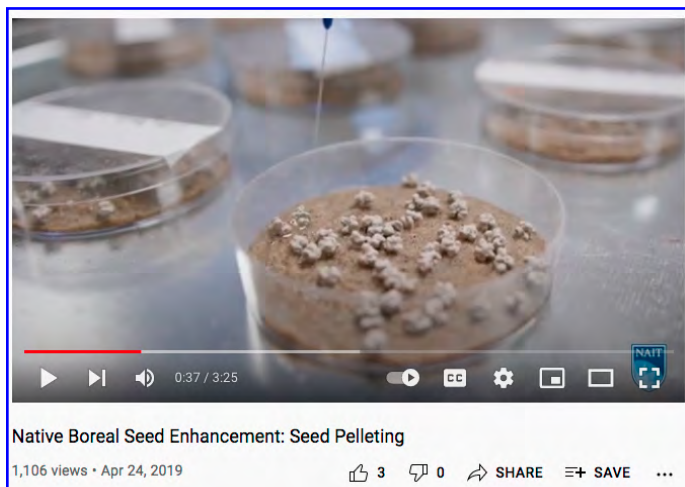 NAIT
0:37 / 3:25
CC
Native Boreal Seed Enhancement: Seed Pelleting
1,106 views • Apr 24, 2019
3
0
SHARE
SAVE